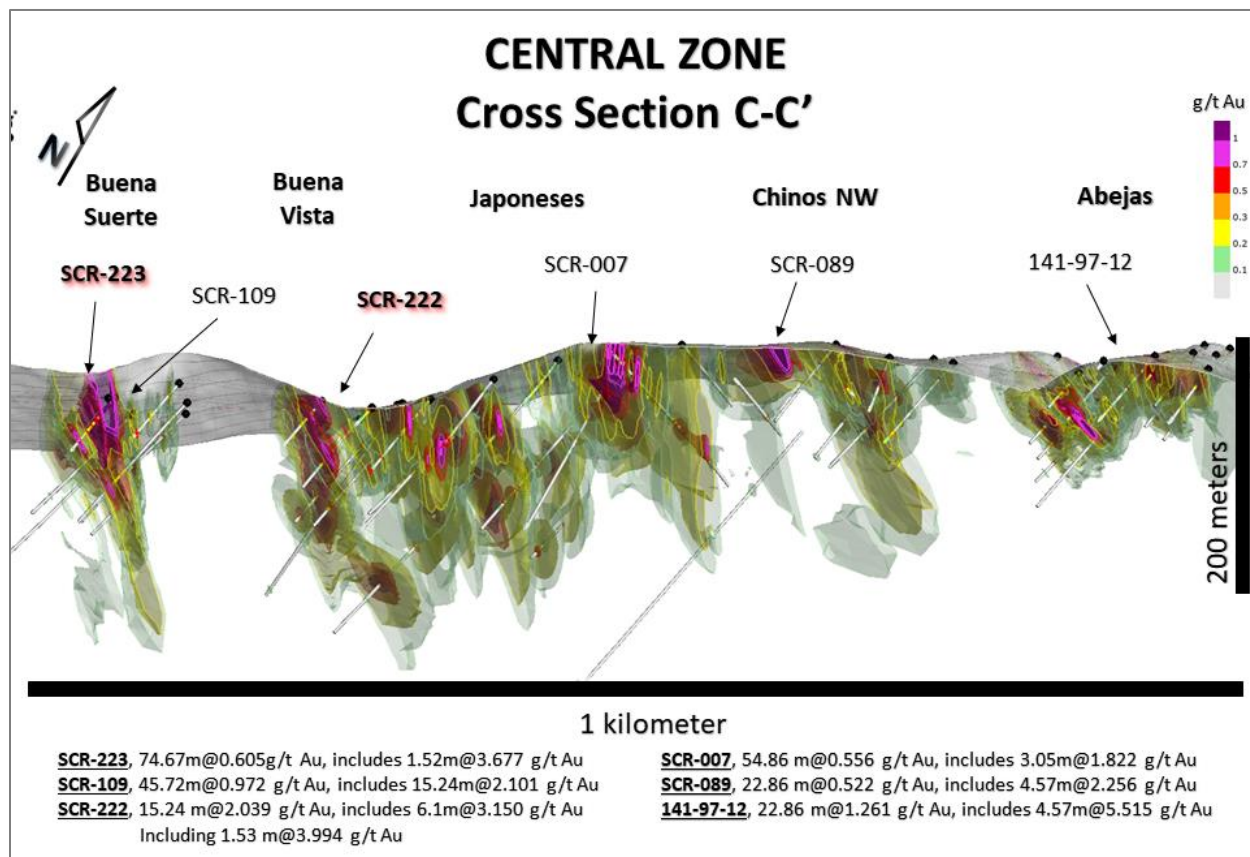 CENTRAL ZONE
Cross Section C-C’
N
g/t Au
1
0.7
0.5
0.3
0.2
0.1
Buena
Suerte
Buena
Vista
Japoneses
Chinos NW
Abejas
SCR-223
SCR-109
SCR-222
SCR-007
SCR-089
141-97-12
200 meters
1 kilometer
SCR-223, 74.67m@0.605g/t Au, includes 1.52m@3.677 g/t Au
SCR-109, 45.72m@0.972 g/t Au, includes 15.24m@2.101 g/t Au
SCR-222, 15.24 m@2.039 g/t Au, includes 6.1m@3.150 g/t Au
Including 1.53 m@3.994 g/t Au
SCR-007, 54.86 m@0.556 g/t Au, includes 3.05m@1.822 g/t Au
SCR-089, 22.86 m@0.522 g/t Au, includes 4.57m@2.256 g/t Au
141-97-12, 22.86 m@1.261 g/t Au, includes 4.57m@5.515 g/t Au